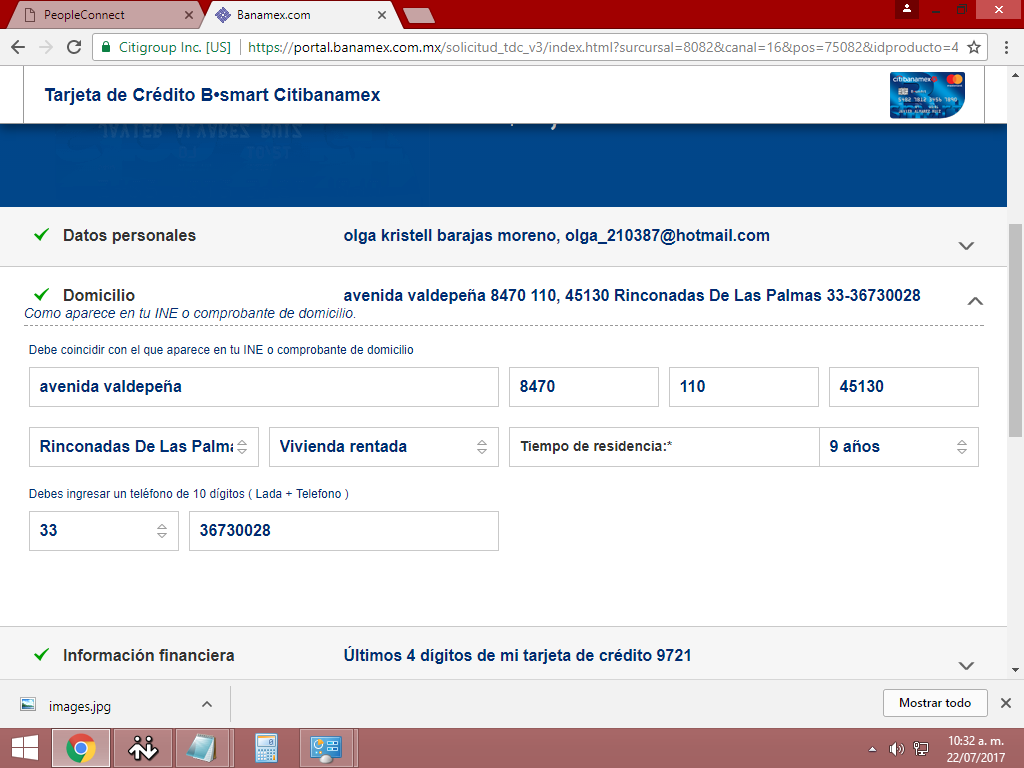 PeopleConnect
Banamex.com
Citigroup Inc. [US]
https://portal.banamex.com.mx/solicitud_tdc_v3/index.html?surcursal=8082&canal=16&pos=75082&idproducto=4
Tarjeta de Crédito B•smart Citibanamex
citibanamex
JAVIER ALVAREZ RUIZ
Datos personales
olga kristell barajas moreno, olga_210387@hotmail.com
Domicilio
avenida valdepeña 8470 110, 45130 Rinconadas De Las Palmas 33-36730028
Como aparece en tu INE o comprobante de domicilio.
Debe coincidir con el que aparece en tu INE o comprobante de domicilio
avenida valdepeña 8470 110 45130
Rinconadas De Las Palma Vivienda rentada Tiempo de residencia:* 9 años
Debes ingresar un teléfono de 10 dígitos ( Lada + Telefono )
33 36730028
Información financiera
Últimos 4 dígitos de mi tarjeta de crédito 9721
images.jpg
Mostrar todo
10:32 a. m.
22/07/2017